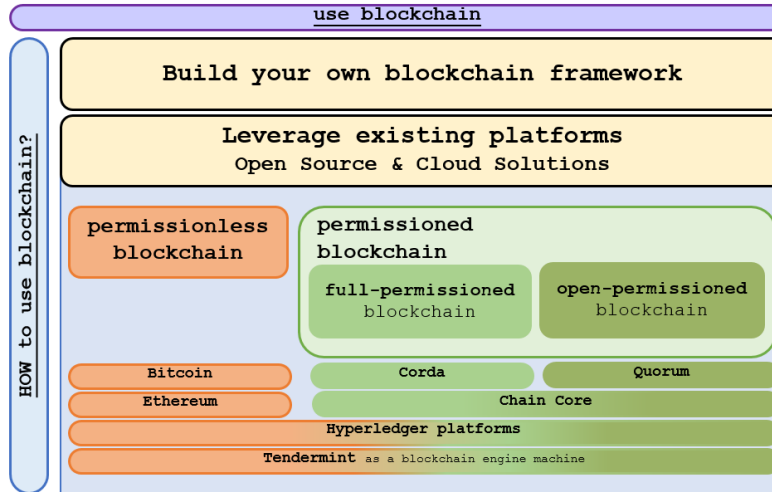 use blockchain
HOW to use blockchain?
Build your own blockchain framework
Leverage existing platforms
Open Source & Cloud Solutions
permissionless
blockchain
permissioned
blockchain
full-permissioned
blockchain
open-permissioned
blockchain
Bitcoin
Corda
Quorum
Ethereum
Chain Core
Hyperledger platforms
Tendermint as a blockchain engine machine